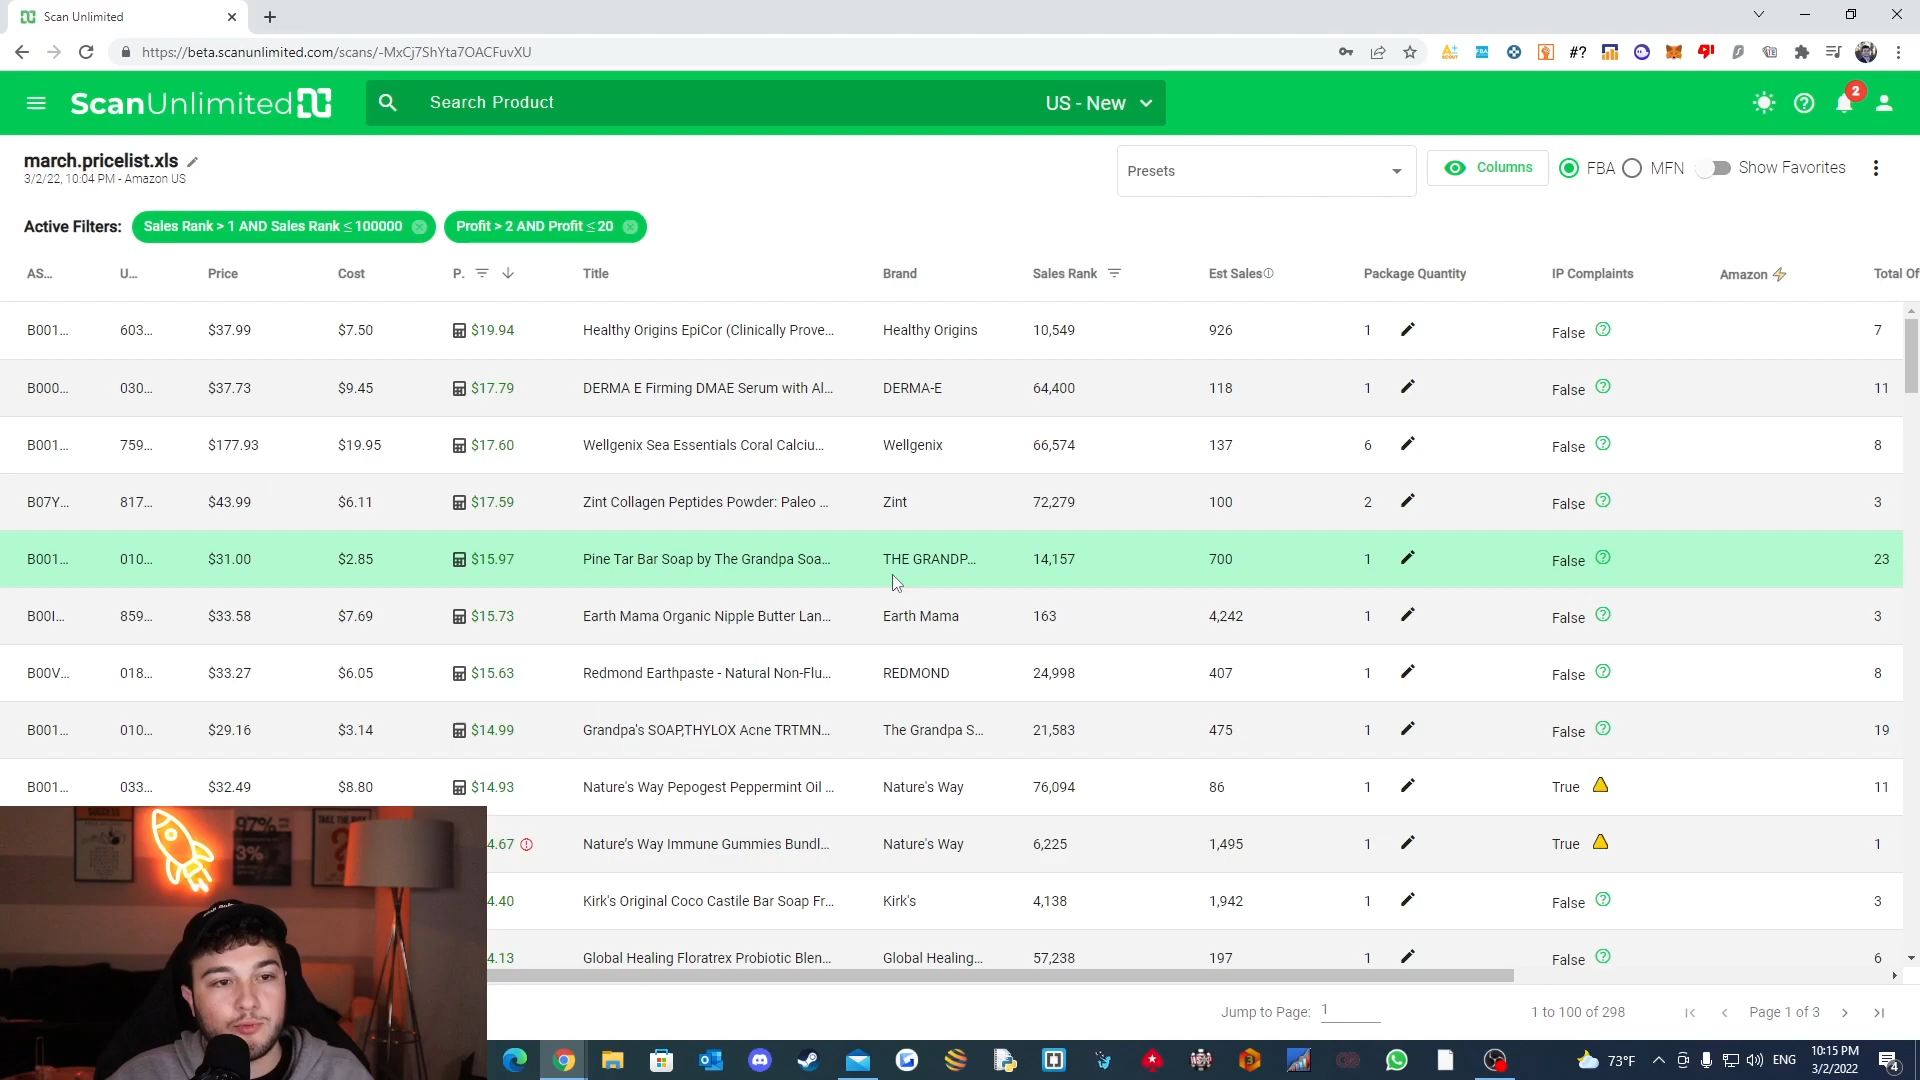 Scan Unlimited
https://beta.scanunlimited.com/scans/-MxCj7ShYta7OACFuvXU
ScanUnlimited
Search Product
US - New
2
march.pricelist.xls
3/2/22, 10:04 PM - Amazon US
Presets
Columns
FBA
MFN
Show Favorites
Active Filters:
Sales Rank > 1 AND Sales Rank ≤ 100000
Profit > 2 AND Profit ≤ 20
AS... U... Price Cost P. Title Brand Sales Rank Est Sales Package Quantity IP Complaints Amazon Total Of
B001... 603... $37.99 $7.50 $19.94 Healthy Origins EpiCor (Clinically Prove... Healthy Origins 10,549 926 1 False 7
B000... 030... $37.73 $9.45 $17.79 DERMA E Firming DMAE Serum with Al... DERMA-E 64,400 118 1 False 11
B001... 759... $177.93 $19.95 $17.60 Wellgenix Sea Essentials Coral Calciu... Wellgenix 66,574 137 6 False 8
B07Y... 817... $43.99 $6.11 $17.59 Zint Collagen Peptides Powder: Paleo ... Zint 72,279 100 2 False 3
B001... 010... $31.00 $2.85 $15.97 Pine Tar Bar Soap by The Grandpa Soa... THE GRANDP... 14,157 700 1 False 23
B00I... 859... $33.58 $7.69 $15.73 Earth Mama Organic Nipple Butter Lan... Earth Mama 163 4,242 1 False 3
B00V... 018... $33.27 $6.05 $15.63 Redmond Earthpaste - Natural Non-Flu... REDMOND 24,998 407 1 False 8
B001... 010... $29.16 $3.14 $14.99 Grandpa's SOAP,THYLOX Acne TRTMN... The Grandpa S... 21,583 475 1 False 19
B001... 033... $32.49 $8.80 $14.93 Nature's Way Pepogest Peppermint Oil ... Nature's Way 76,094 86 1 True 11
4.67 Nature's Way Immune Gummies Bundl... Nature's Way 6,225 1,495 1 True 1
4.40 Kirk's Original Coco Castile Bar Soap Fr... Kirk's 4,138 1,942 1 False 3
4.13 Global Healing Floratrex Probiotic Blen... Global Healing... 57,238 197 1 False 6
97%
3%
TAKE THE
Jump to Page: 1
1 to 100 of 298
Page 1 of 3
73°F
ENG
10:15 PM
3/2/2022
4